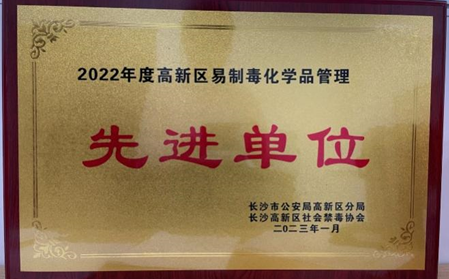 2022年度高新区易制毒化学品管理
先进单位
长沙市公安局高新区分局
长沙高新区社会禁毒协会
二〇二三年一月